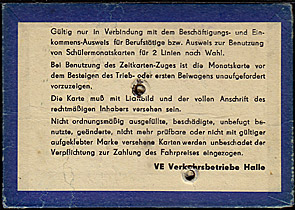 Gültig nur in Verbindung mit dem Beschäftigungs- und Ein-
kommens-Ausweis für Berufstätige bzw. Ausweis zur Benutzung
von Schülermonatskarten für 2 Linien nach Wahl.
Bei Benutzung des Zeitkarten-Zuges ist die Monatskarte vor
dem Besteigen des Trieb- oder ersten Beiwagens unaufgefordert
vorzuzeigen.
Die Karte muß mit Lichtbild und der vollen Anschrift des
rechtmäßigen Inhabers versehen sein.
Nicht ordnungsmäßig ausgefüllte, beschädigte, unbefugt be-
nutzte, geänderte, nicht mehr prüfbare oder nicht mit gültiger
aufgeklebter Marke versehene Karten werden unbeschadet der
Verpflichtung zur Zahlung des Fahrpreises eingezogen.
VE Verkehrsbetriebe Halle